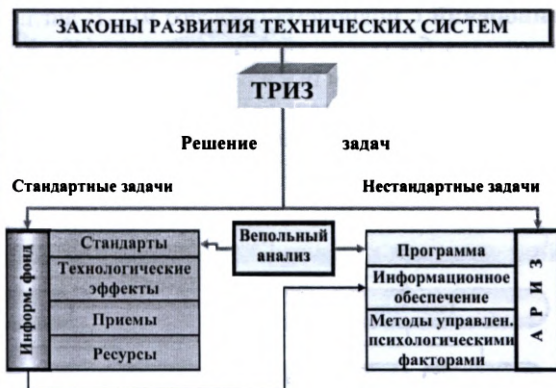 ЗАКОНЫ РАЗВИТИЯ ТЕХНИЧЕСКИХ СИСТЕМ
ТРИЗ
Решение задач
Стандартные задачи
Нестандартные задачи
Информ. фонд
Стандарты
Технологические
эффекты
Приемы
Ресурсы
Вепольный
анализ
Программа
Информационное
обеспечение
Методы управлен.
психологическими
факторами
АРИЗ